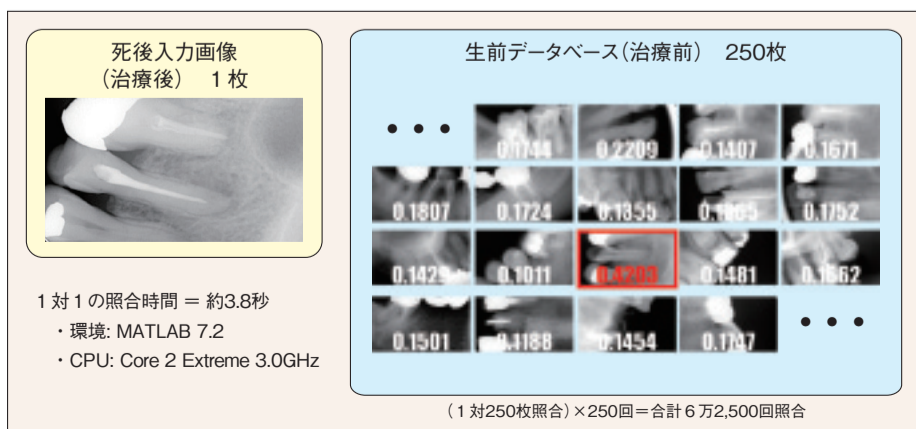 死後入力画像
(治療後) 1枚
生前データベース(治療前) 250枚
• • •
0.1744 0.2209 0.1407 0.1671
0.1807 0.1724 0.1355 0.1752
0.1429 0.1011 0.4203 0.1481 0.1662
0.1501 0.1188 0.1454 0.1747
• • •
1対1の照合時間 = 約3.8秒
・環境: MATLAB 7.2
・CPU: Core 2 Extreme 3.0GHz
(1対250枚照合)×250回=合計6万2,500回照合